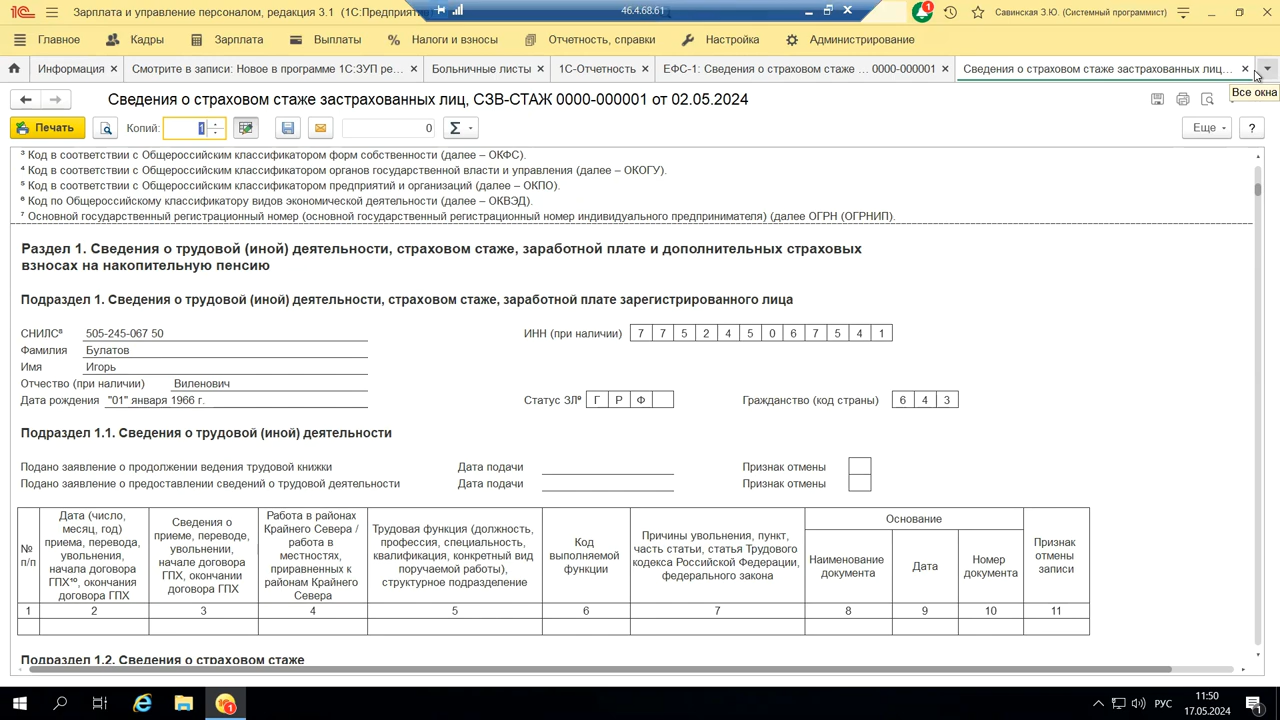 Зарплата и управление персоналом, редакция 3.1 (1С:Предприятие
46.4.68.61
1
Савинская З.Ю. (Системный программист)
Главное
Кадры
Зарплата
Выплаты
Налоги и взносы
Отчетность, справки
Настройка
Администрирование
Информация
Смотрите в записи: Новое в программе 1С:ЗУП ре...
Больничные листы
1С-Отчетность
ЕФС-1: Сведения о страховом стаже ... 0000-000001
Сведения о страховом стаже застрахованных лиц,...
Все окна
Сведения о страховом стаже застрахованных лиц, СЗВ-СТАЖ 0000-000001 от 02.05.2024
Печать
Копий:
1
0
Σ
Еще
?
³ Код в соответствии с Общероссийским классификатором форм собственности (далее – ОКФС).
⁴ Код в соответствии с Общероссийским классификатором органов государственной власти и управления (далее – ОКОГУ).
⁵ Код в соответствии с Общероссийским классификатором предприятий и организаций (далее – ОКПО).
⁶ Код по Общероссийскому классификатору видов экономической деятельности (далее – ОКВЭД).
⁷ Основной государственный регистрационный номер (основной государственный регистрационный номер индивидуального предпринимателя) (далее ОГРН (ОГРНИП).
Раздел 1. Сведения о трудовой (иной) деятельности, страховом стаже, заработной плате и дополнительных страховых
взносах на накопительную пенсию
Подраздел 1. Сведения о трудовой (иной) деятельности, страховом стаже, заработной плате зарегистрированного лица
СНИЛС⁸ 505-245-067 50
ИНН (при наличии) 7 7 5 2 4 5 0 6 7 5 4 1
Фамилия Булатов
Имя Игорь
Отчество (при наличии) Виленович
Дата рождения "01" января 1966 г.
Статус ЗЛ⁹ Г Р Ф
Гражданство (код страны) 6 4 3
Подраздел 1.1. Сведения о трудовой (иной) деятельности
Подано заявление о продолжении ведения трудовой книжки Дата подачи Признак отмены
Подано заявление о предоставлении сведений о трудовой деятельности Дата подачи Признак отмены
№
п/п
Дата (число,
месяц, год)
приема, перевода,
увольнения,
начала договора
ГПХ¹⁰, окончания
договора ГПХ
Сведения о
приеме, переводе,
увольнении,
начале договора
ГПХ, окончании
договора ГПХ
Работа в районах
Крайнего Севера /
работа в
местностях,
приравненных к
районам Крайнего
Севера
Трудовая функция (должность,
профессия, специальность,
квалификация, конкретный вид
поручаемой работы),
структурное подразделение
Код
выполняемой
функции
Причины увольнения, пункт,
часть статьи, статья Трудового
кодекса Российской Федерации,
федерального закона
Основание
Наименование
документа
Дата
Номер
документа
Признак
отмены
записи
1 2 3 4 5 6 7 8 9 10 11
Подраздел 1.2. Сведения о страховом стаже
1
РУС
11:50
17.05.2024
1